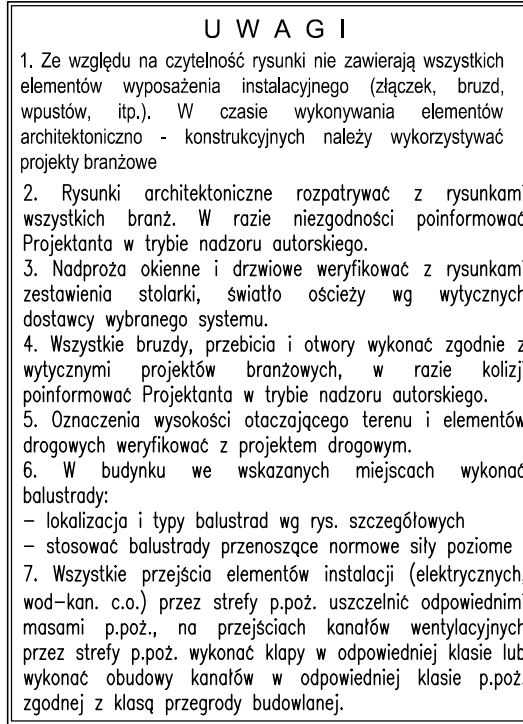 U W A G I
1. Ze względu na czytelność rysunki nie zawierają wszystkich
elementów wyposażenia instalacyjnego (złączek, bruzd,
wpustów, itp.). W czasie wykonywania elementów
architektoniczno - konstrukcyjnych należy wykorzystywać
projekty branżowe
2. Rysunki architektoniczne rozpatrywać z rysunkami
wszystkich branż. W razie niezgodności poinformować
Projektanta w trybie nadzoru autorskiego.
3. Nadproża okienne i drzwiowe weryfikować z rysunkami
zestawienia stolarki, światło ościeży wg wytycznych
dostawcy wybranego systemu.
4. Wszystkie bruzdy, przebicia i otwory wykonać zgodnie z
wytycznymi projektów branżowych, w razie kolizji
poinformować Projektanta w trybie nadzoru autorskiego.
5. Oznaczenia wysokości otaczającego terenu i elementów
drogowych weryfikować z projektem drogowym.
6. W budynku we wskazanych miejscach wykonać
balustrady:
– lokalizacja i typy balustrad wg rys. szczegółowych
– stosować balustrady przenoszące normowe siły poziome
7. Wszystkie przejścia elementów instalacji (elektrycznych,
wod–kan. c.o.) przez strefy p.poż. uszczelnić odpowiednimi
masami p.poż., na przejściach kanałów wentylacyjnych
przez strefy p.poż. wykonać klapy w odpowiedniej klasie lub
wykonać obudowy kanałów w odpowiedniej klasie p.poż.
zgodnej z klasą przegrody budowlanej.